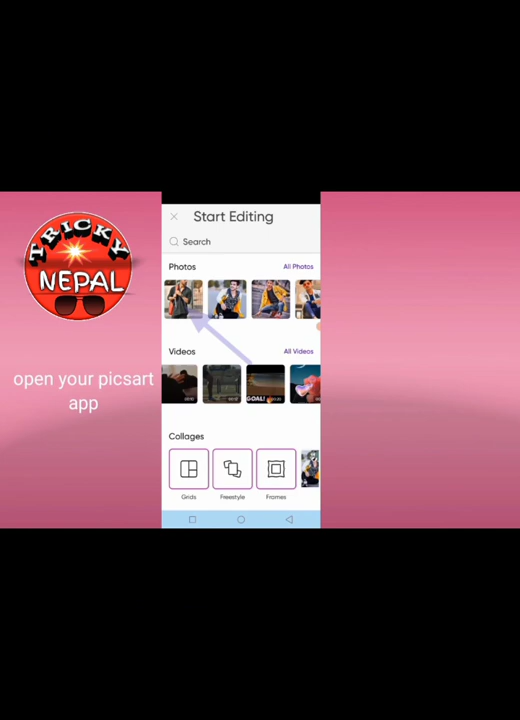 TRICKY
NEPAL
open your picsart
app
Start Editing
Search
Photos
All Photos
Videos
All Videos
GOAL!
Collages
Grids
Freestyle
Frames